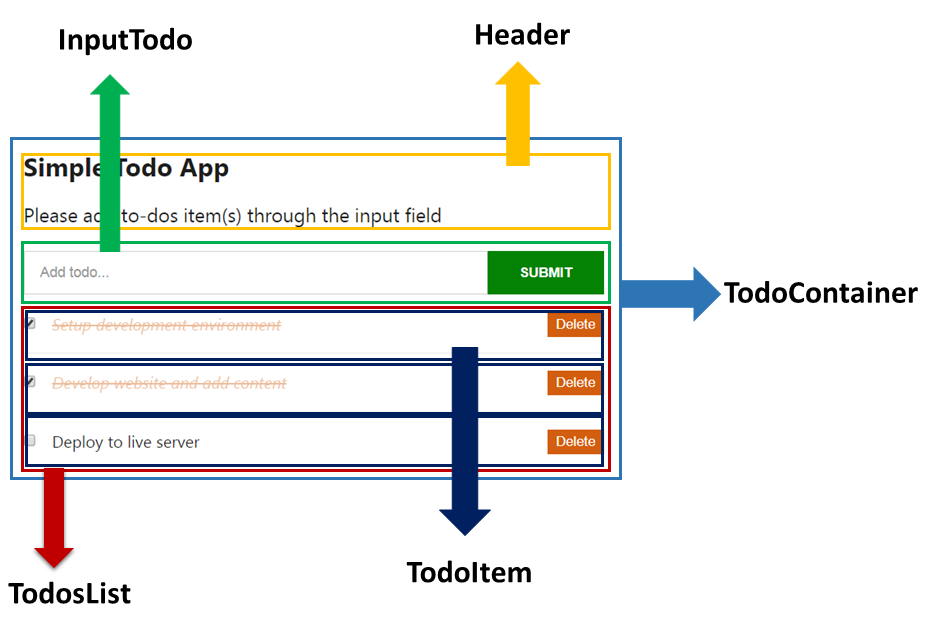 InputTodo
Header
Simple Todo App
Please add to-dos item(s) through the input field
Add todo...
SUBMIT
TodoContainer
Setup development environment
Delete
Develop website and add content
Delete
Deploy to live server
Delete
TodoItem
TodosList